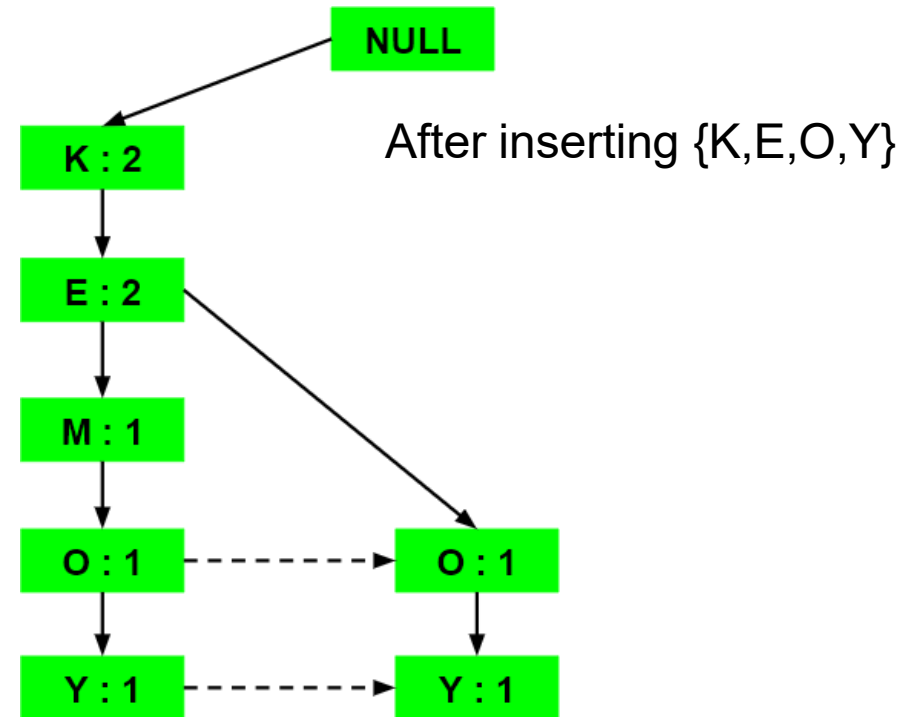 NULL
After inserting {K,E,O,Y}
K : 2
E : 2
M : 1
O : 1
O : 1
Y : 1
Y : 1